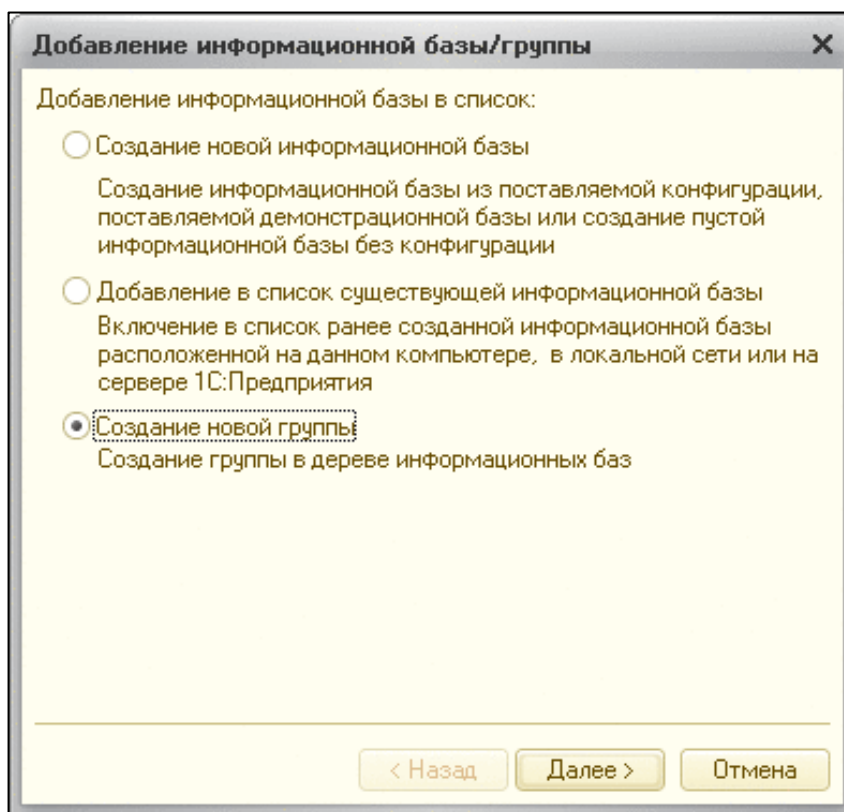 Добавление информационной базы/группы
Добавление информационной базы в список:
Создание новой информационной базы
Создание информационной базы из поставляемой конфигурации,
поставляемой демонстрационной базы или создание пустой
информационной базы без конфигурации
Добавление в список существующей информационной базы
Включение в список ранее созданной информационной базы
расположенной на данном компьютере, в локальной сети или на
сервере 1С:Предприятия
Создание новой группы
Создание группы в дереве информационных баз
< Назад Далее > Отмена